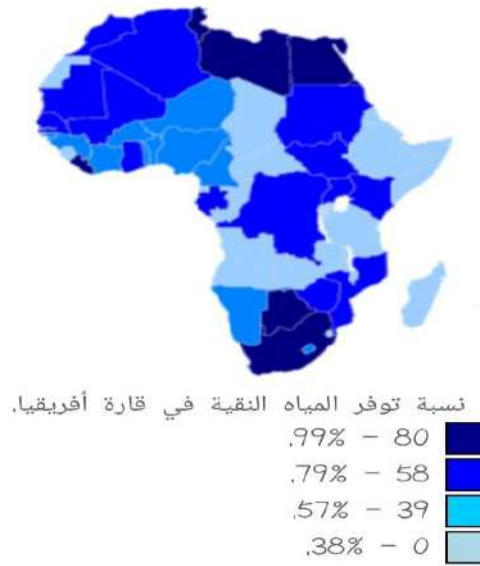 نسبة توفر المياه النقية في قارة أفريقيا.
80 – 99%.
58 – 79%.
39 – 57%.
0 – 38%.